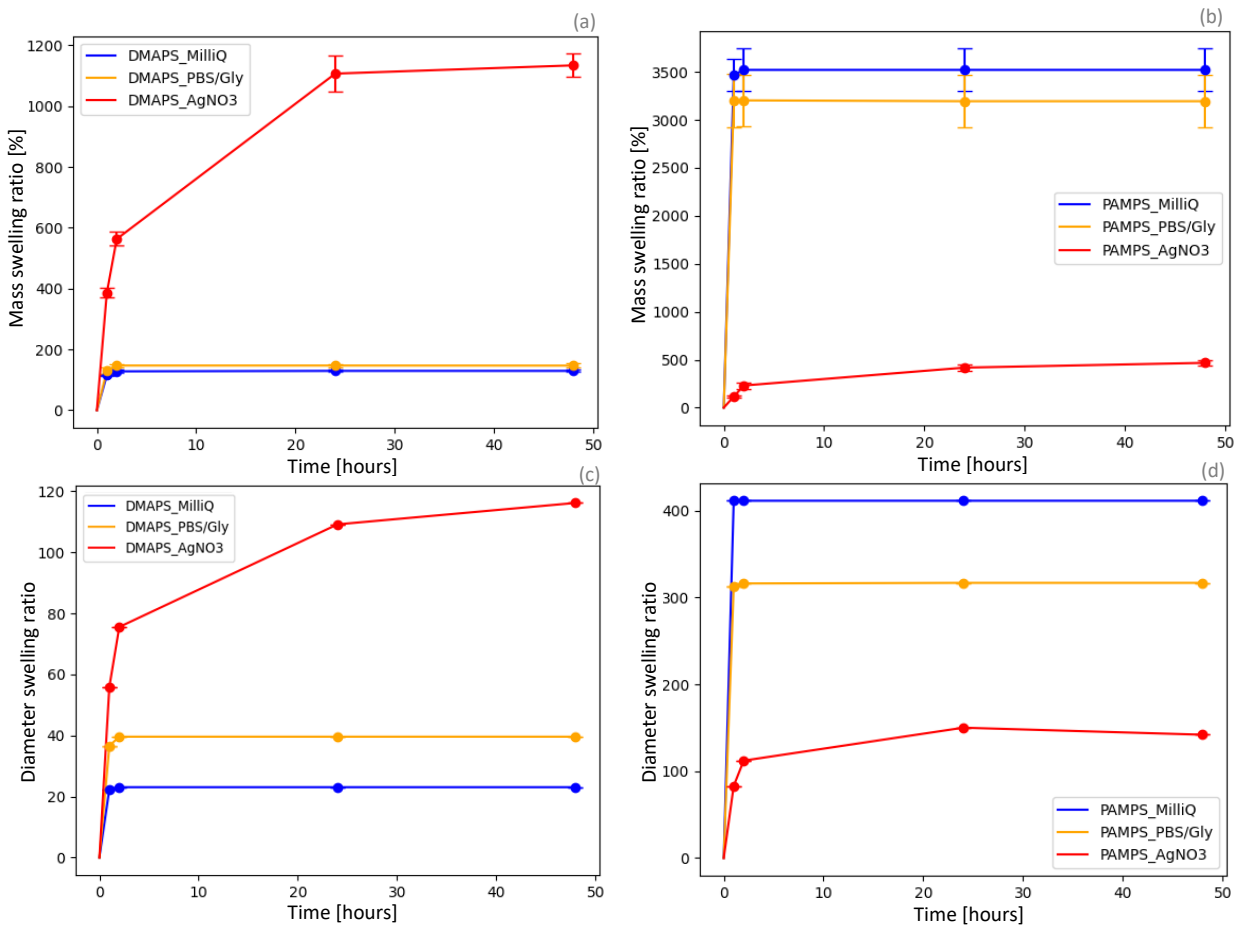 (a)
1200
1000
800
600
400
200
0
Mass swelling ratio [%]
DMAPS_MilliQ
DMAPS_PBS/Gly
DMAPS_AgNO3
0 10 20 30 40 50
Time [hours]
(b)
3500
3000
2500
2000
1500
1000
500
0
Mass swelling ratio [%]
PAMPS_MilliQ
PAMPS_PBS/Gly
PAMPS_AgNO3
0 10 20 30 40 50
Time [hours]
(c)
120
100
80
60
40
20
0
Diameter swelling ratio
DMAPS_MilliQ
DMAPS_PBS/Gly
DMAPS_AgNO3
0 10 20 30 40 50
Time [hours]
(d)
400
300
200
100
0
Diameter swelling ratio
PAMPS_MilliQ
PAMPS_PBS/Gly
PAMPS_AgNO3
0 10 20 30 40 50
Time [hours]